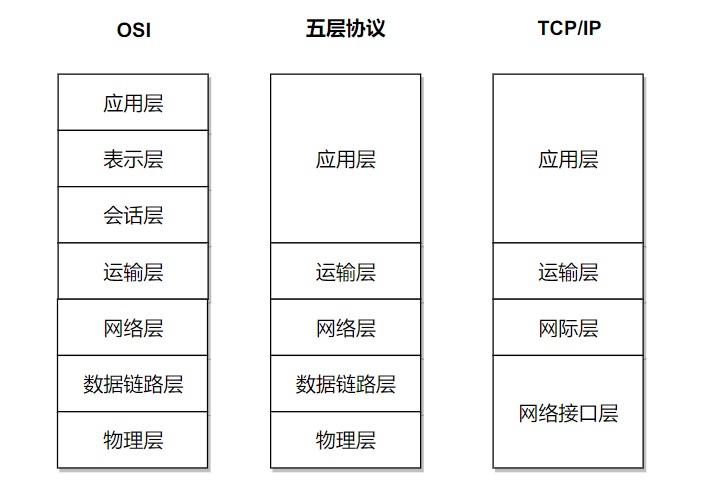 OSI
五层协议
TCP/IP
应用层
表示层
会话层
运输层
网络层
数据链路层
物理层
应用层
运输层
网络层
数据链路层
物理层
应用层
运输层
网际层
网络接口层